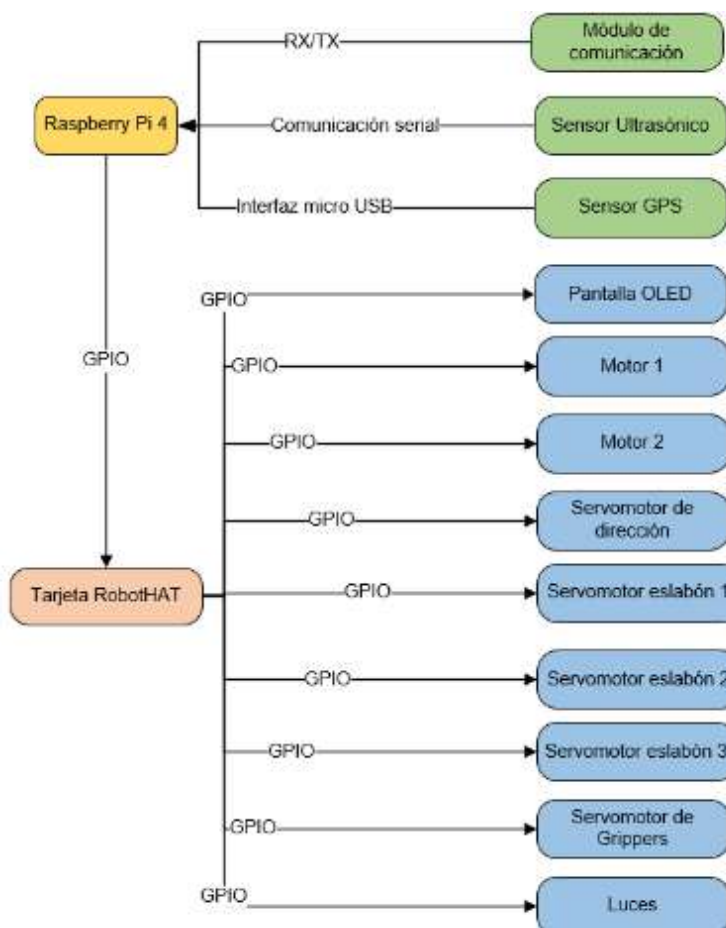 RX/TX
Módulo de
comunicación
Raspberry Pi 4
Comunicación serial
Sensor Ultrasónico
Interfaz micro USB
Sensor GPS
GPIO
Pantalla OLED
GPIO
GPIO
Motor 1
GPIO
Motor 2
GPIO
Servomotor de
dirección
Tarjeta RobotHAT
GPIO
Servomotor eslabón 1
GPIO
Servomotor eslabón 2
GPIO
Servomotor eslabón 3
GPIO
Servomotor de
Grippers
GPIO
Luces